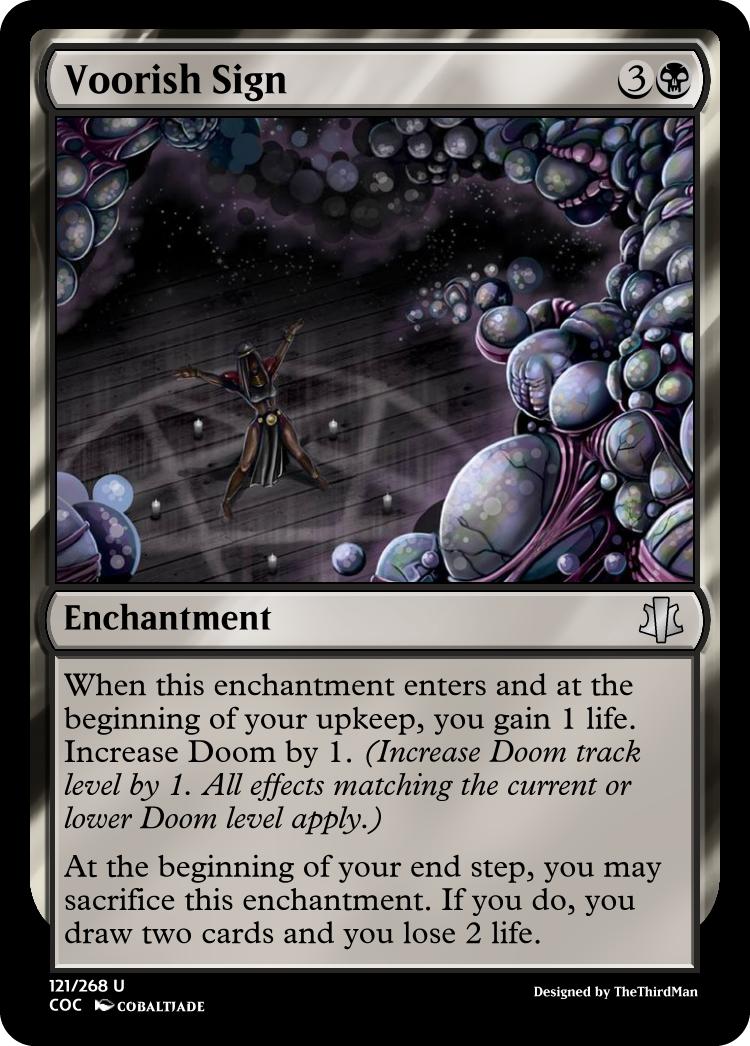 Voorish Sign
3
Enchantment
When this enchantment enters and at the
beginning of your upkeep, you gain 1 life.
Increase Doom by 1. (Increase Doom track
level by 1. All effects matching the current or
lower Doom level apply.)
At the beginning of your end step, you may
sacrifice this enchantment. If you do, you
draw two cards and you lose 2 life.
121/268 U
COC COBALTJADE
Designed by TheThirdMan